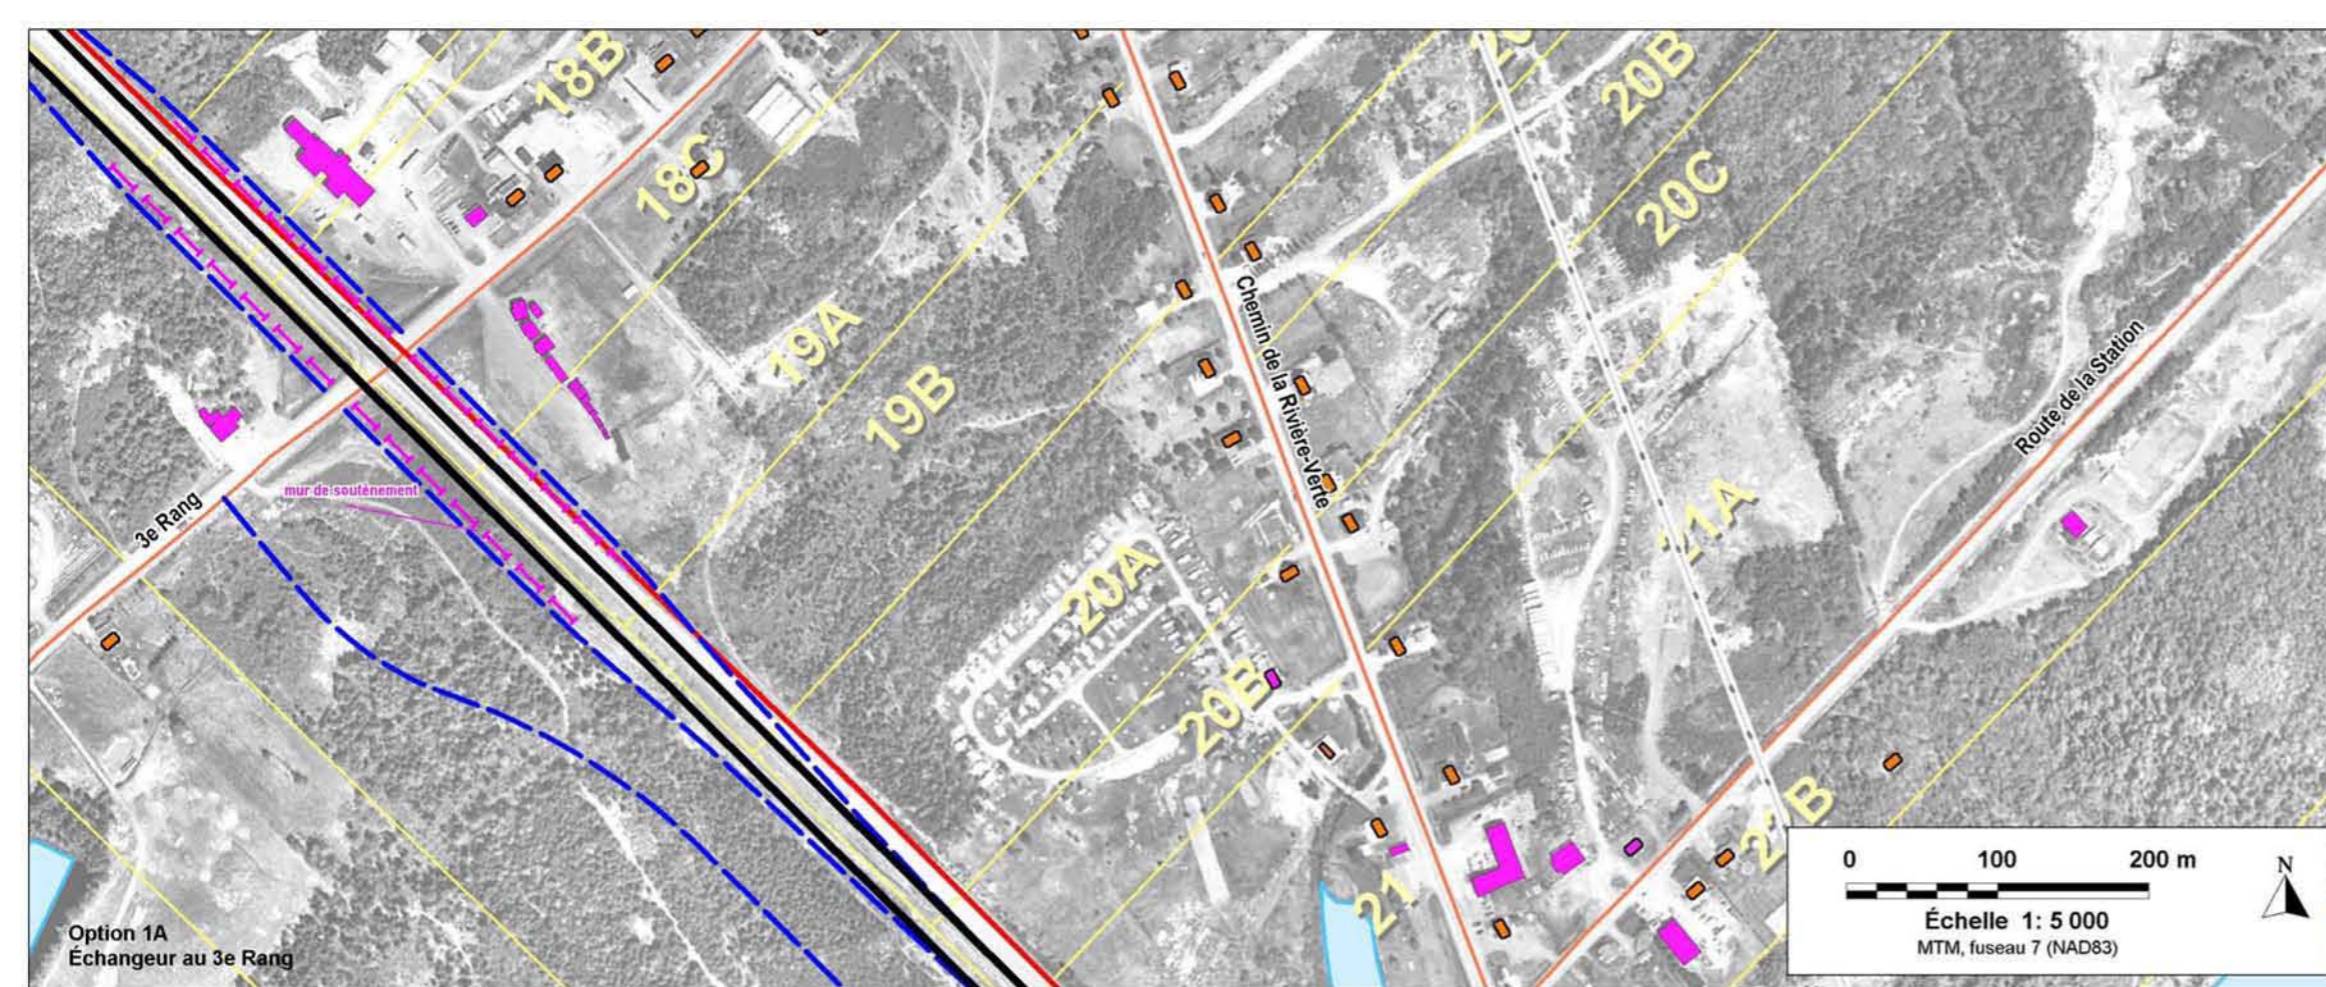 18B
20B
18C
20C
19A
19B
Chemin de la Rivière-Verte
Route de la Station
mur de soutènement
3e Rang
21A
20A
20B
21
0 100 200 m
Échelle 1: 5 000
MTM, fuseau 7 (NAD83)
N
Option 1A
Échangeur au 3e Rang